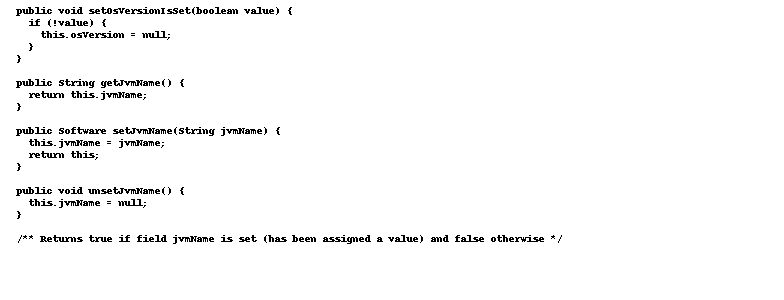 public void setOsVersionIsSet(boolean value) {
  if (!value) {
    this.osVersion = null;
  }
}

public String getJvmName() {
  return this.jvmName;
}

public Software setJvmName(String jvmName) {
  this.jvmName = jvmName;
  return this;
}

public void unsetJvmName() {
  this.jvmName = null;
}

/** Returns true if field jvmName is set (has been assigned a value) and false otherwise */